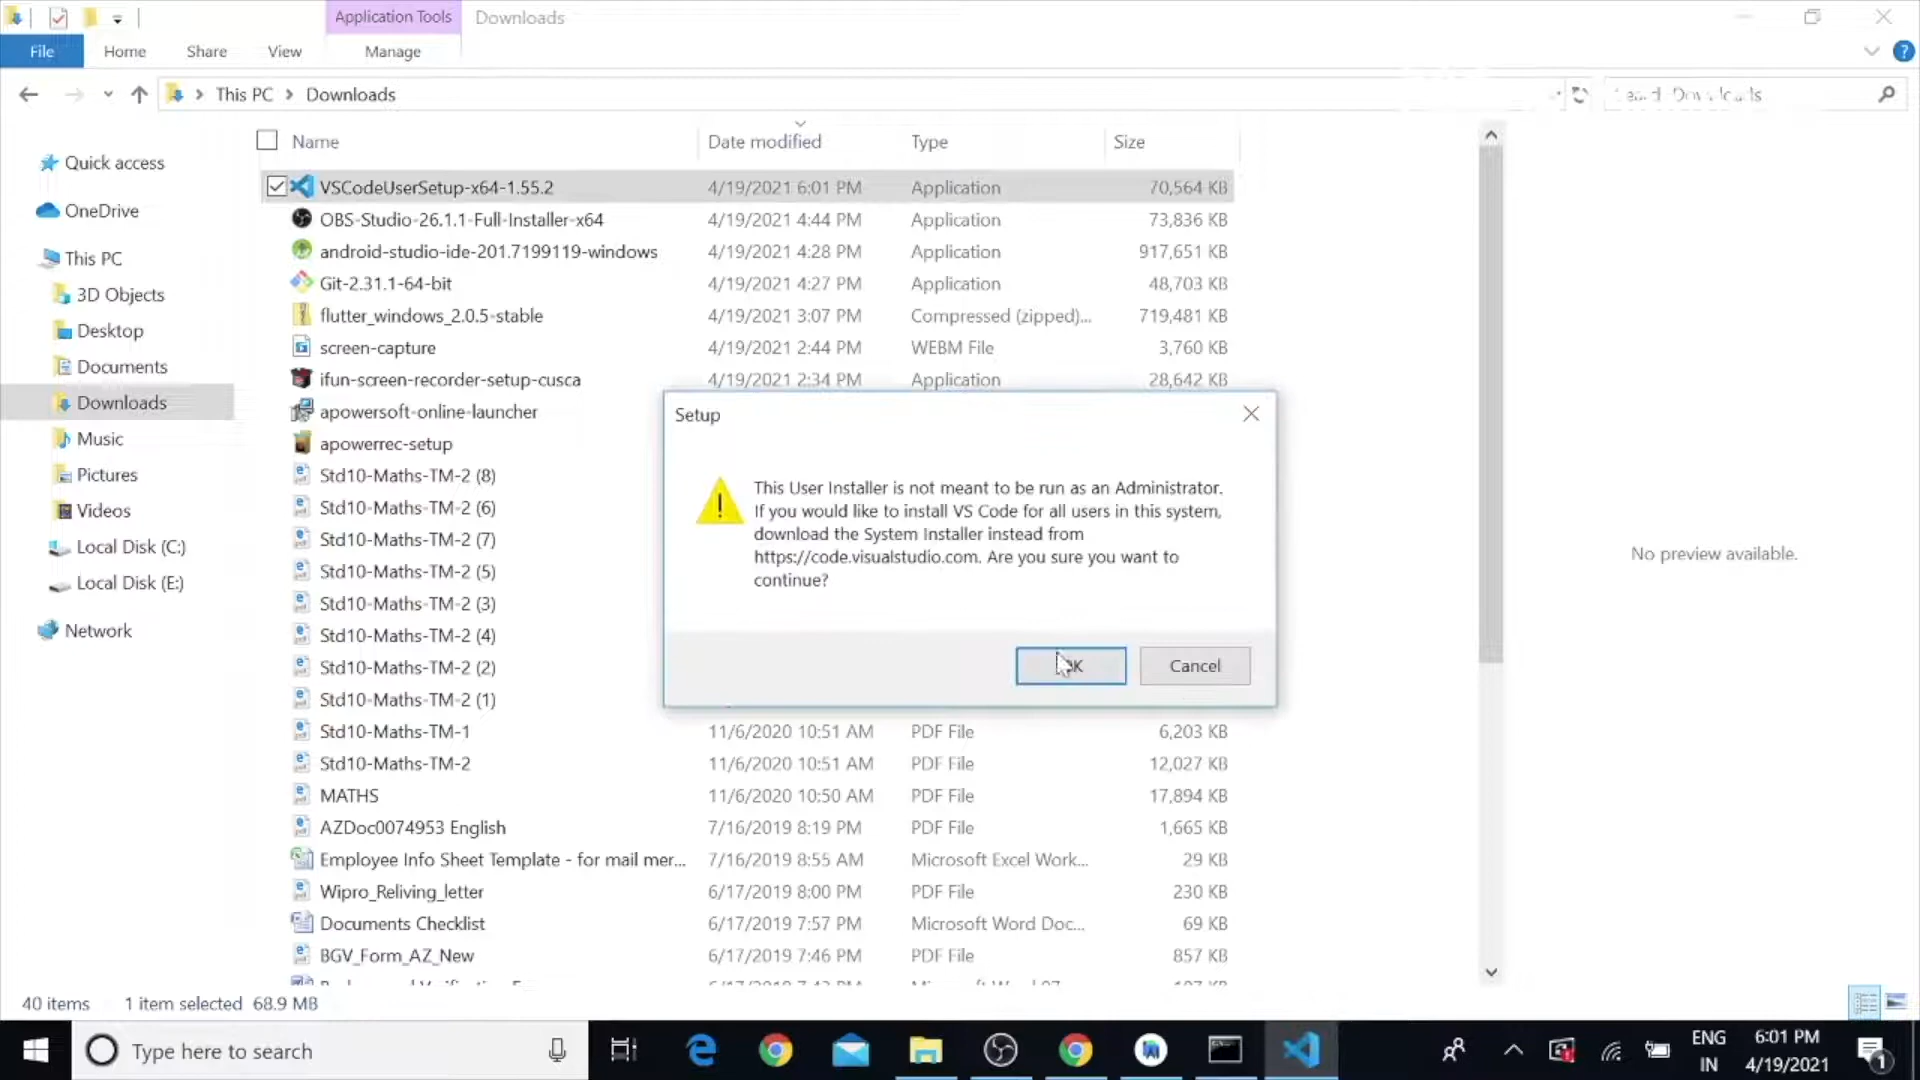 Application Tools
Downloads
File
Home
Share
View
Manage
This PC
Downloads
Name
Date modified
Type
Size
Quick access
OneDrive
This PC
3D Objects
Desktop
Documents
Downloads
Music
Pictures
Videos
Local Disk (C:)
Local Disk (E:)
Network
VSCodeUserSetup-x64-1.55.2 4/19/2021 6:01 PM Application 70,564 KB
OBS-Studio-26.1.1-Full-Installer-x64 4/19/2021 4:44 PM Application 73,836 KB
android-studio-ide-201.7199119-windows 4/19/2021 4:28 PM Application 917,651 KB
Git-2.31.1-64-bit 4/19/2021 4:27 PM Application 48,703 KB
flutter_windows_2.0.5-stable 4/19/2021 3:07 PM Compressed (zipped)... 719,481 KB
screen-capture 4/19/2021 2:44 PM WEBM File 3,760 KB
ifun-screen-recorder-setup-cusca 4/19/2021 2:34 PM Application 28,642 KB
apowersoft-online-launcher
apowerrec-setup
Std10-Maths-TM-2 (8)
Std10-Maths-TM-2 (6)
Std10-Maths-TM-2 (7)
Std10-Maths-TM-2 (5)
Std10-Maths-TM-2 (3)
Std10-Maths-TM-2 (4)
Std10-Maths-TM-2 (2)
Std10-Maths-TM-2 (1)
Std10-Maths-TM-1 11/6/2020 10:51 AM PDF File 6,203 KB
Std10-Maths-TM-2 11/6/2020 10:51 AM PDF File 12,027 KB
MATHS 11/6/2020 10:50 AM PDF File 17,894 KB
AZDoc0074953 English 7/16/2019 8:19 PM PDF File 1,665 KB
Employee Info Sheet Template - for mail mer... 7/16/2019 8:55 AM Microsoft Excel Work... 29 KB
Wipro_Reliving_letter 6/17/2019 8:00 PM PDF File 230 KB
Documents Checklist 6/17/2019 7:57 PM Microsoft Word Doc... 69 KB
BGV_Form_AZ_New 6/17/2019 7:46 PM PDF File 857 KB
Setup
This User Installer is not meant to be run as an Administrator.
If you would like to install VS Code for all users in this system,
download the System Installer instead from
https://code.visualstudio.com. Are you sure you want to
continue?
Cancel
No preview available.
40 items 1 item selected 68.9 MB
Type here to search
ENG
IN
6:01 PM
4/19/2021
1